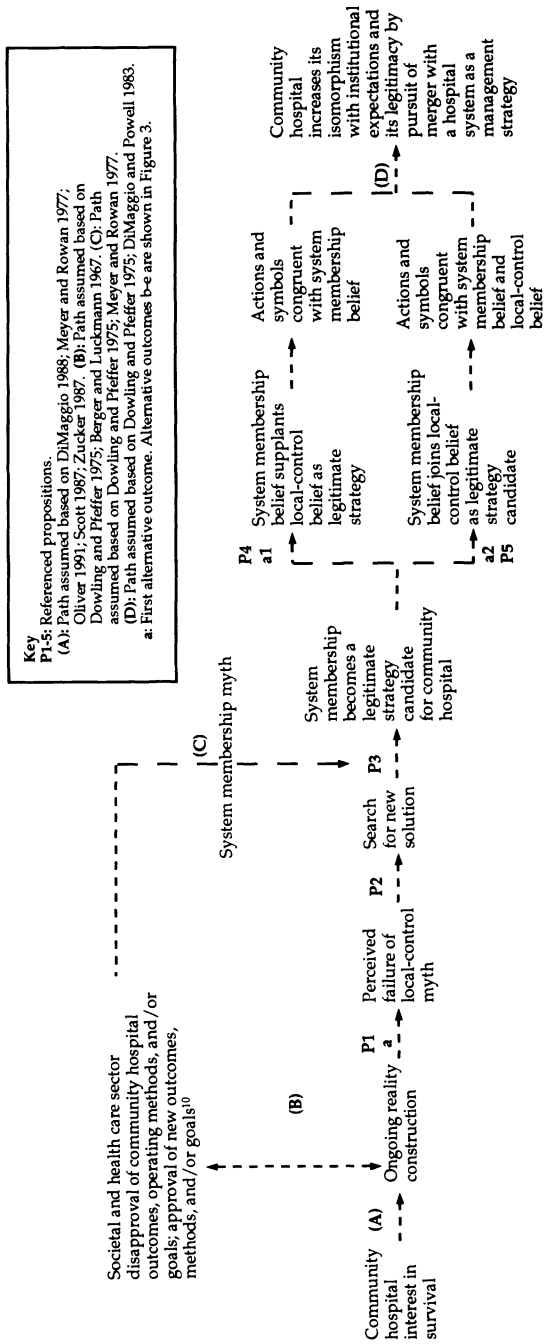 Key
P1-5: Referenced propositions.
(A): Path assumed based on DiMaggio 1988; Meyer and Rowan 1977;
Oliver 1991; Scott 1987; Zucker 1987. (B): Path assumed based on
Dowling and Pfeffer 1975; Berger and Luckmann 1967. (C): Path
assumed based on Dowling and Pfeffer 1975; Meyer and Rowan 1977.
(D): Path assumed based on Dowling and Pfeffer 1975; DiMaggio and Powell 1983.
a: First alternative outcome. Alternative outcomes b-e are shown in Figure 3.
Societal and health care sector
disapproval of community hospital
outcomes, operating methods, and/or
goals; approval of new outcomes,
methods, and/or goals10
(B)
(C)
System membership myth
Community
hospital
interest in
survival
(A)
Ongoing reality
construction
P1
a
Perceived
failure of
local-control
myth
P2
Search
for new
solution
P3
System
membership
becomes a
legitimate
strategy
candidate
for community
hospital
P4
a1
System membership
belief supplants
local-control
belief as
legitimate
strategy
Actions and
symbols
congruent
with system
membership
belief
a2
P5
System membership
belief joins local-
control belief
as legitimate
strategy
candidate
Actions and
symbols
congruent
with system
membership
belief and
local-control
belief
(D)
Community
hospital
increases its
isomorphism
with institutional
expectations and
its legitimacy by
pursuit of
merger with
a hospital
system as a
management
strategy